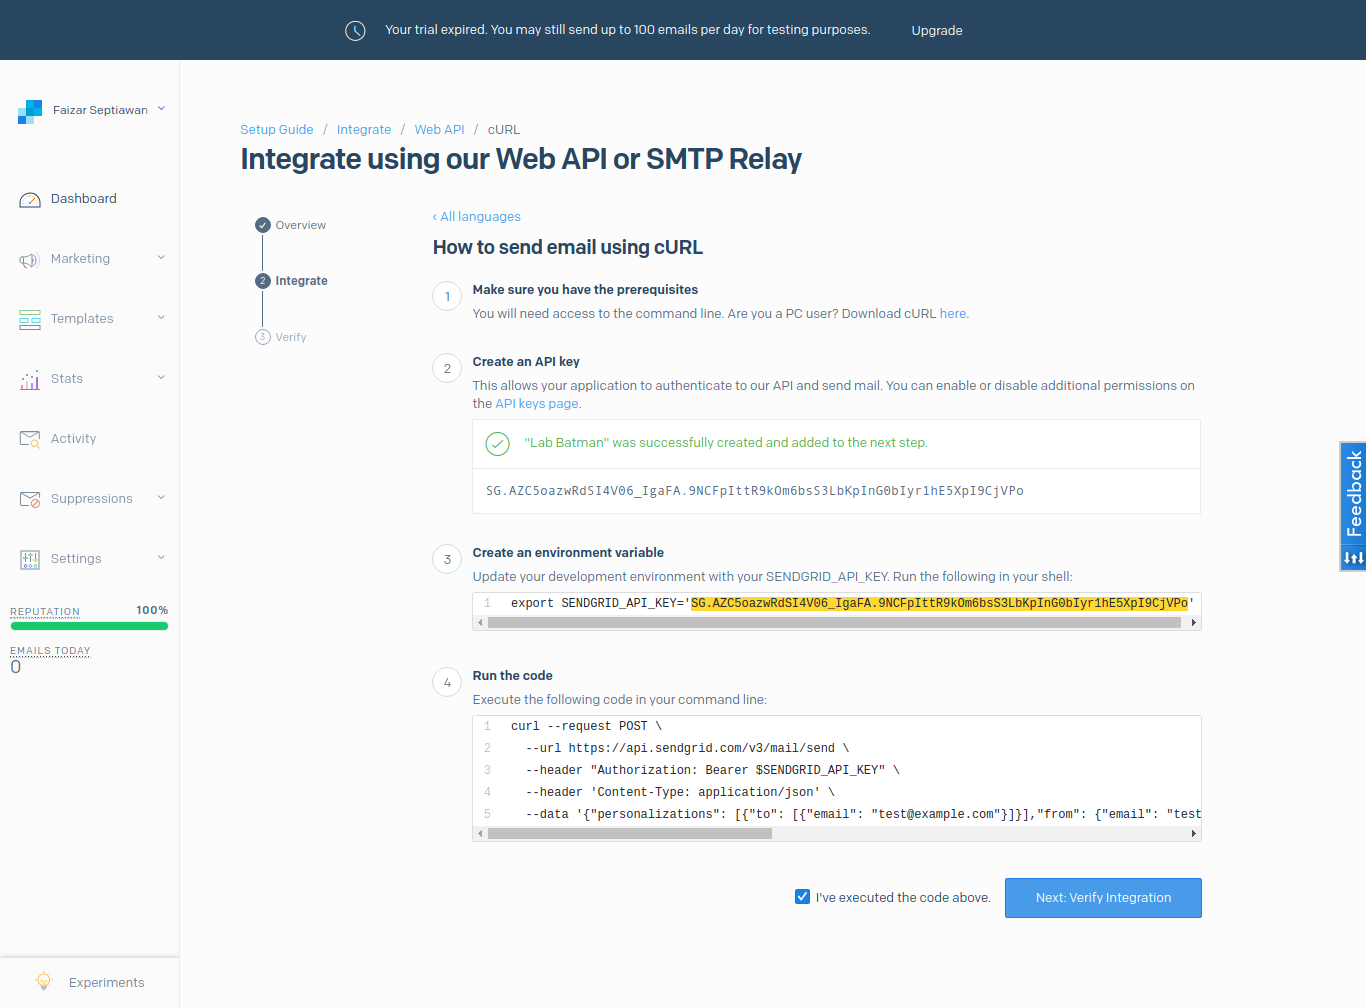 Your trial expired. You may still send up to 100 emails per day for testing purposes. Upgrade
Faizar Septiawan
Dashboard
Marketing
Templates
Stats
Activity
Suppressions
Settings
REPUTATION 100%
EMAILS TODAY
0
Experiments
Setup Guide / Integrate / Web API / cURL
Integrate using our Web API or SMTP Relay
Overview
2 Integrate
3 Verify
‹ All languages
How to send email using cURL
1 Make sure you have the prerequisites
You will need access to the command line. Are you a PC user? Download cURL here.
2 Create an API key
This allows your application to authenticate to our API and send mail. You can enable or disable additional permissions on
the API keys page.
"Lab Batman" was successfully created and added to the next step.
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
3 Create an environment variable
Update your development environment with your SENDGRID_API_KEY. Run the following in your shell:
1 export SENDGRID_API_KEY='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'
4 Run the code
Execute the following code in your command line:
1 curl --request POST \
2 --url https://api.sendgrid.com/v3/mail/send \
3 --header "Authorization: Bearer $SENDGRID_API_KEY" \
4 --header 'Content-Type: application/json' \
5 --data '{"personalizations": [{"to": [{"email": "test@example.com"}]}],"from": {"email": "test
I've executed the code above. Next: Verify Integration
Feedback